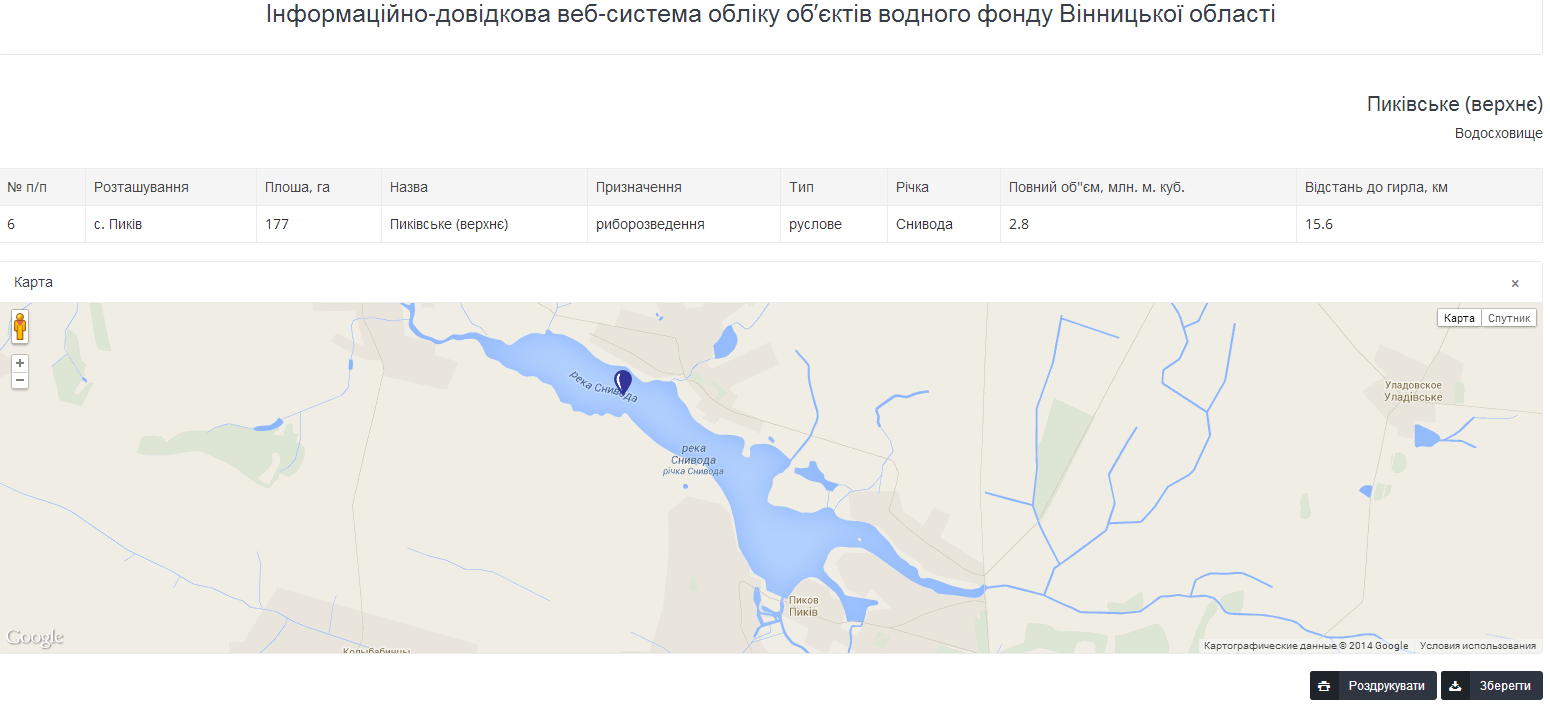 Інформаційно-довідкова веб-система обліку об’єктів водного фонду Вінницької області
Пиківське (верхнє)
Водосховище
№ п/п Розташування Площа, га Назва Призначення Тип Річка Повний об"єм, млн. м. куб. Відстань до гирла, км
6 с. Пиків 177 Пиківське (верхнє) риборозведення руслове Снивода 2.8 15.6
Карта ×
Карта Спутник
+
−
река Снивода
Уладовское
Уладівське
река
Снивода
річка Снивода
Пиков
Пиків
Колыбабинцы
Google
Картографические данные © 2014 Google Условия использования
Роздрукувати Зберегти